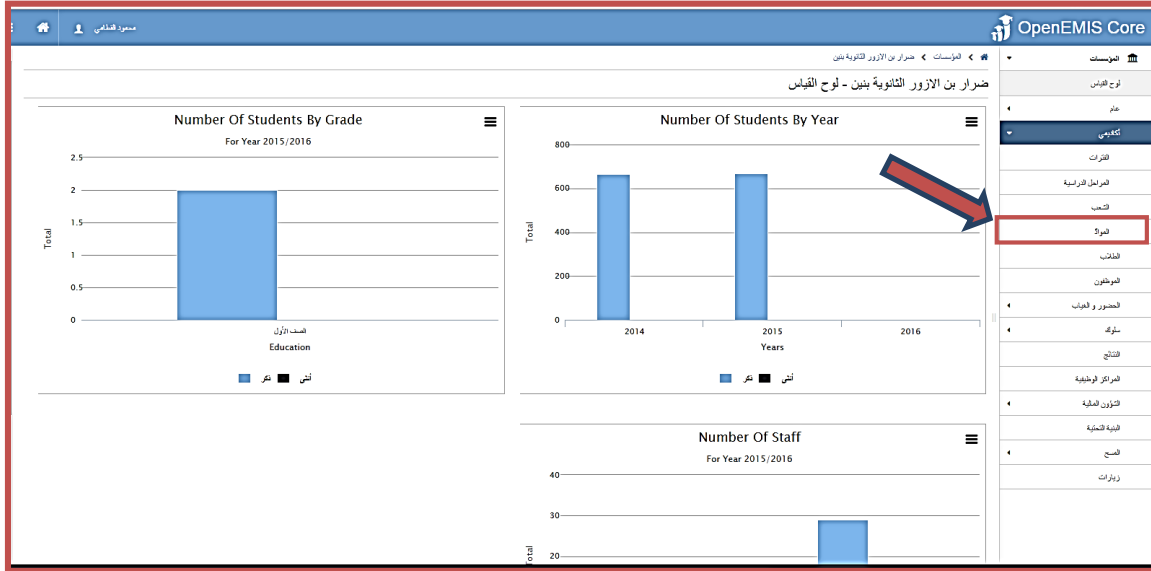 OpenEMIS Core
مسعود قطامي
المؤسسات
لوح القياس
عام
أكاديمي
الفترات
المراحل الدراسية
الشعب
المواد
الطلاب
الموظفون
الحضور و الغياب
سلوك
النتائج
المراكز الوظيفية
الشؤون المالية
البنية التحتية
المسح
زيارات
المؤسسات > ضرار بن الازور الثانوية بنين
ضرار بن الازور الثانوية بنين - لوح القياس
Number Of Students By Year
800
600
400
200
0
Total
2014 2015 2016
Years
ذكر أنثى
Number Of Students By Grade
For Year 2015/2016
2.5
2
1.5
1
0.5
0
Total
الصف الأول
Education
ذكر أنثى
Number Of Staff
For Year 2015/2016
40
30
20
Total